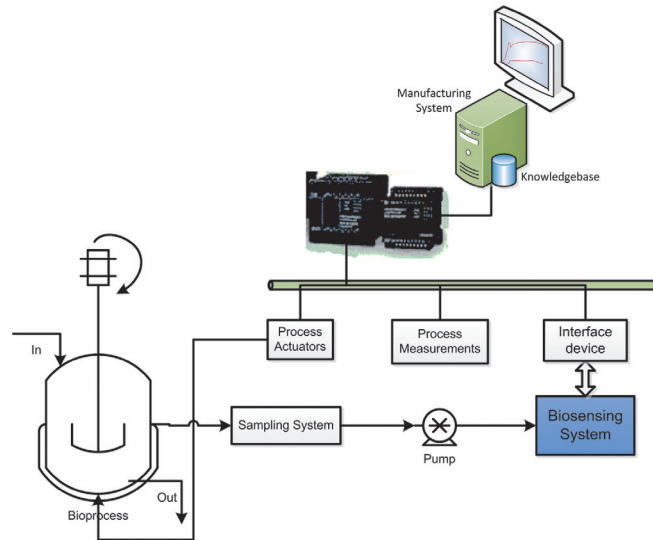 Manufacturing
System
Knowledgebase
Process
Actuators
Process
Measurements
Interface
device
In
Sampling System
Pump
Biosensing
System
Out
Bioprocess